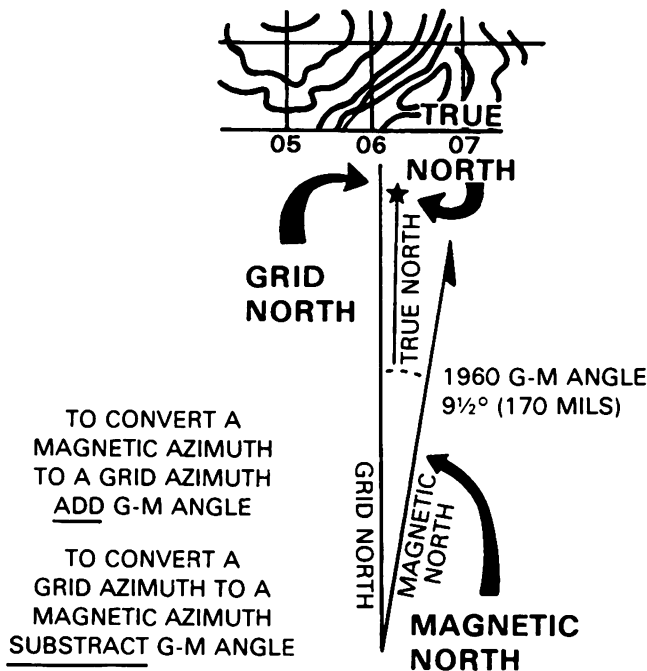 05 06 07
TRUE
NORTH
GRID
NORTH
TRUE NORTH
1960 G-M ANGLE
9½° (170 MILS)
TO CONVERT A
MAGNETIC AZIMUTH
TO A GRID AZIMUTH
ADD G-M ANGLE
GRID NORTH
MAGNETIC
NORTH
TO CONVERT A
GRID AZIMUTH TO A
MAGNETIC AZIMUTH
SUBSTRACT G-M ANGLE
MAGNETIC
NORTH